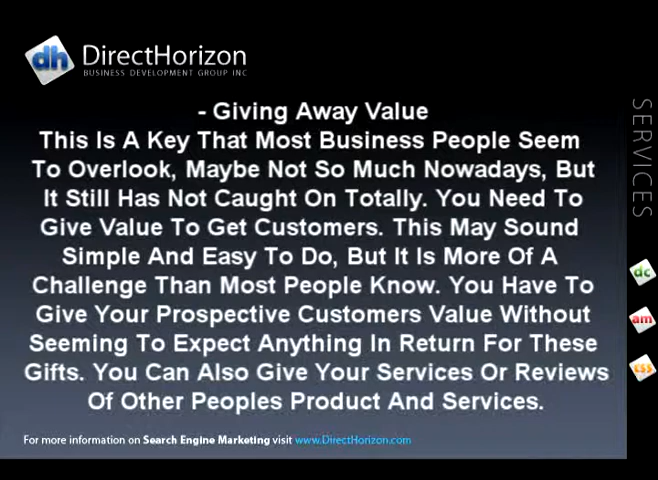 dh DirectHorizon
BUSINESS DEVELOPMENT GROUP INC
- Giving Away Value
This Is A Key That Most Business People Seem
To Overlook, Maybe Not So Much Nowadays, But
It Still Has Not Caught On Totally. You Need To
Give Value To Get Customers. This May Sound
Simple And Easy To Do, But It Is More Of A
Challenge Than Most People Know. You Have To
Give Your Prospective Customers Value Without
Seeming To Expect Anything In Return For These
Gifts. You Can Also Give Your Services Or Reviews
Of Other Peoples Product And Services.
SERVICES
dc
am
For more information on Search Engine Marketing visit www.DirectHorizon.com